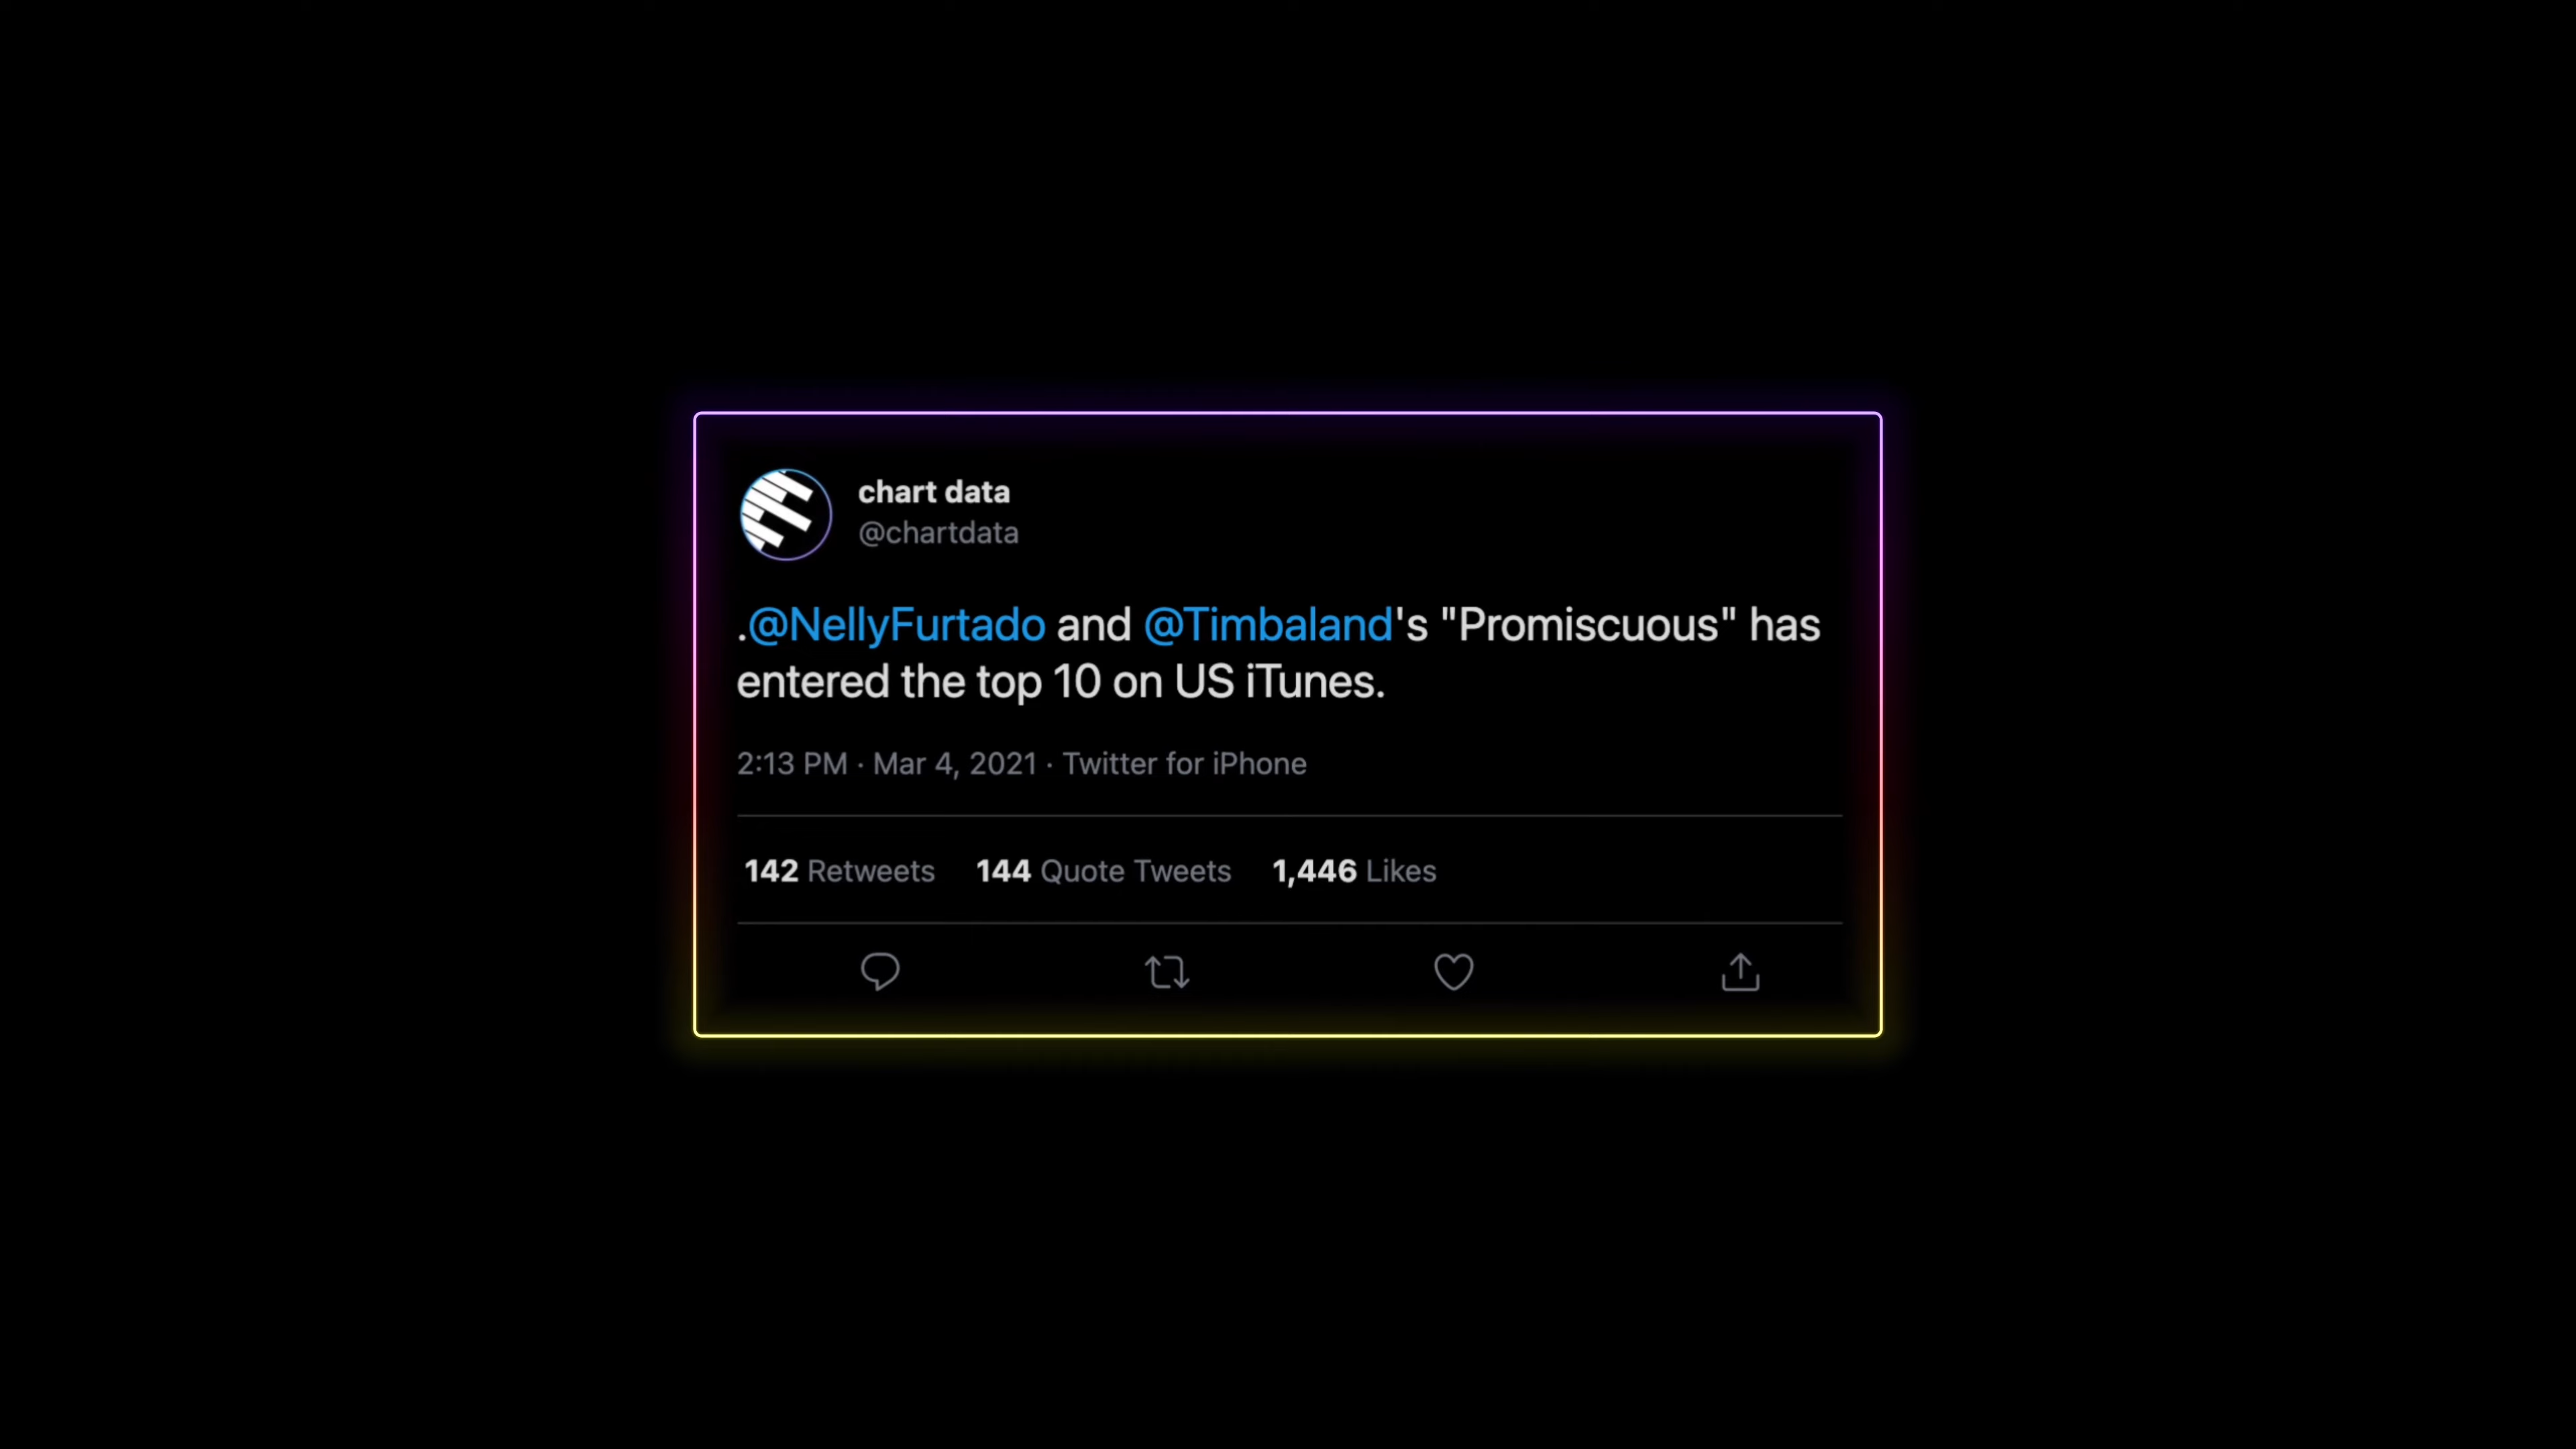 chart data
@chartdata
.@NellyFurtado and @Timbaland's "Promiscuous" has
entered the top 10 on US iTunes.
2:13 PM · Mar 4, 2021 · Twitter for iPhone
142 Retweets 144 Quote Tweets 1,446 Likes